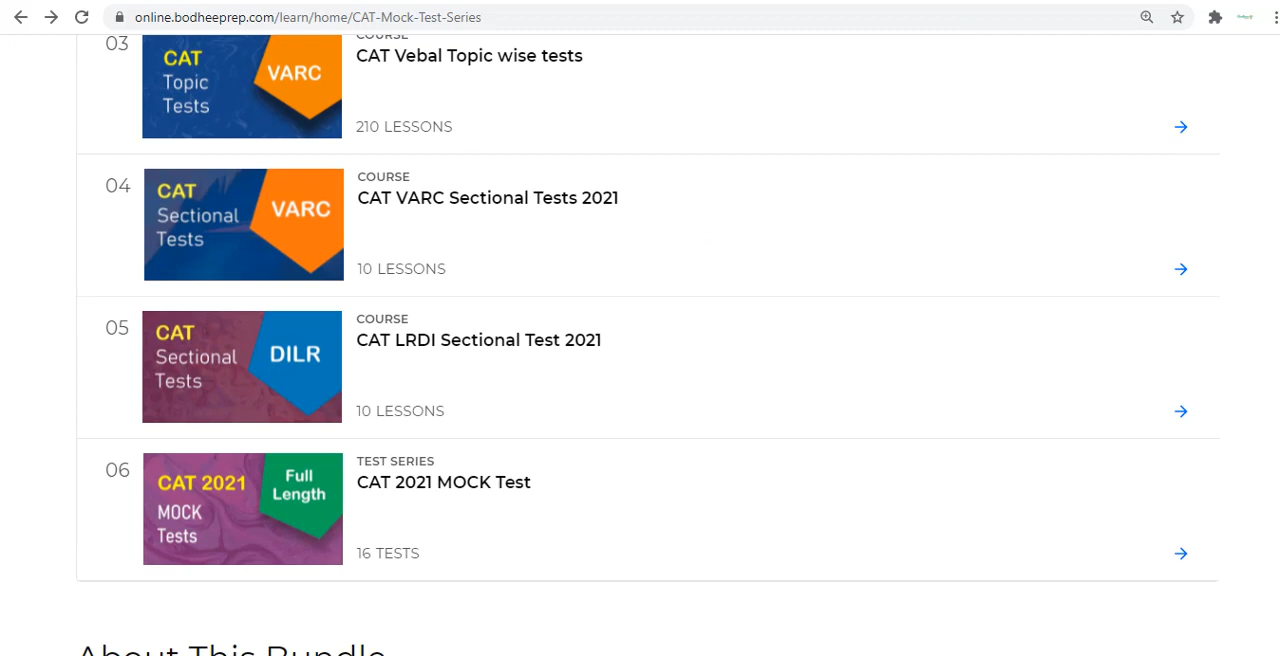 online.bodheeprep.com/learn/home/CAT-Mock-Test-Series
03
CAT
Topic
Tests
VARC
COURSE
CAT Vebal Topic wise tests
210 LESSONS
04
CAT
Sectional
Tests
VARC
COURSE
CAT VARC Sectional Tests 2021
10 LESSONS
05
CAT
Sectional
Tests
DILR
COURSE
CAT LRDI Sectional Test 2021
10 LESSONS
06
CAT 2021
MOCK
Tests
Full
Length
TEST SERIES
CAT 2021 MOCK Test
16 TESTS
About This Bundle